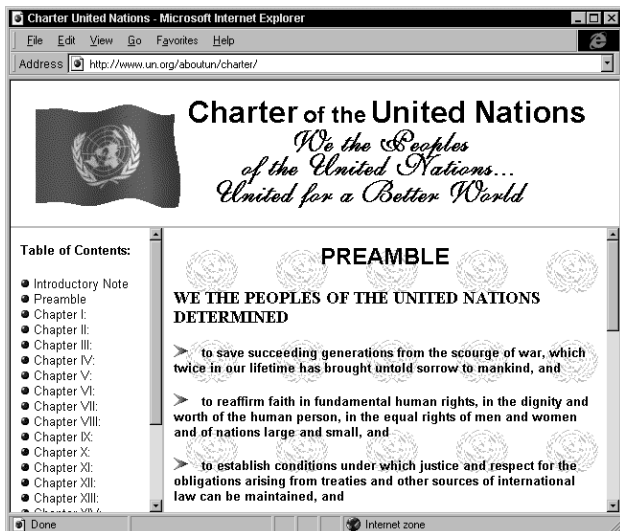 Charter United Nations - Microsoft Internet Explorer
File Edit View Go Favorites Help
Address http://www.un.org/aboutun/charter/
Charter of the United Nations
We the Peoples
of the United Nations...
United for a Better World
Table of Contents:
Introductory Note
Preamble
Chapter I:
Chapter II:
Chapter III:
Chapter IV:
Chapter V:
Chapter VI:
Chapter VII:
Chapter VIII:
Chapter IX:
Chapter X:
Chapter XI:
Chapter XII:
Chapter XIII:
PREAMBLE
WE THE PEOPLES OF THE UNITED NATIONS
DETERMINED
to save succeeding generations from the scourge of war, which
twice in our lifetime has brought untold sorrow to mankind, and
to reaffirm faith in fundamental human rights, in the dignity and
worth of the human person, in the equal rights of men and women
and of nations large and small, and
to establish conditions under which justice and respect for the
obligations arising from treaties and other sources of international
law can be maintained, and
Done
Internet zone